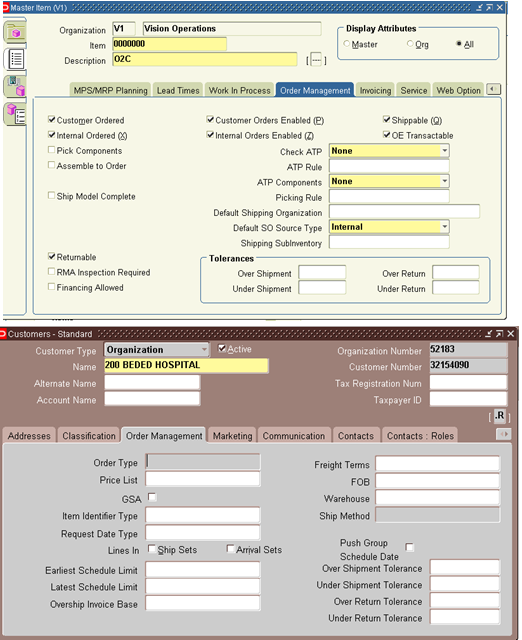 Master Item (V1)
Organization V1 Vision Operations
Item 0000000
Description O2C [ ---- ]
Display Attributes
Master Org All
MPS/MRP Planning Lead Times Work In Process Order Management Invoicing Service Web Option
Customer Ordered Customer Orders Enabled (P) Shippable (Q)
Internal Ordered (X) Internal Orders Enabled (Z) OE Transactable
Pick Components Check ATP None
Assemble to Order ATP Rule
ATP Components None
Ship Model Complete Picking Rule
Default Shipping Organization
Default SO Source Type Internal
Shipping SubInventory
Returnable Tolerances
RMA Inspection Required Over Shipment Over Return
Financing Allowed Under Shipment Under Return
Customers - Standard
Customer Type Organization Active Organization Number 52183
Name 200 BEDED HOSPITAL Customer Number 32154090
Alternate Name Tax Registration Num
Account Name Taxpayer ID
[ .R ]
Addresses Classification Order Management Marketing Communication Contacts Contacts : Roles
Order Type Freight Terms
Price List FOB
GSA Warehouse
Item Identifier Type Ship Method
Request Date Type
Lines In Ship Sets Arrival Sets Push Group
Schedule Date
Earliest Schedule Limit Over Shipment Tolerance
Latest Schedule Limit Under Shipment Tolerance
Overship Invoice Base Over Return Tolerance
Under Return Tolerance